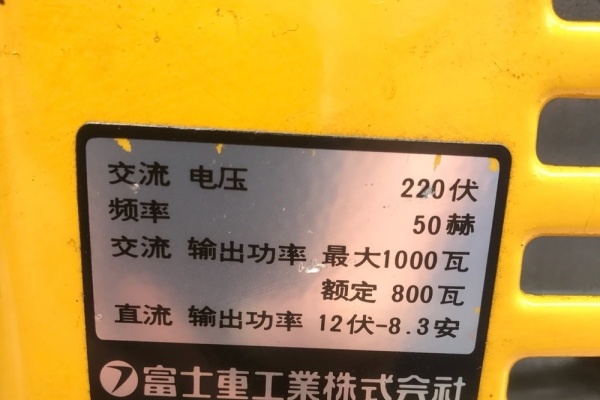 交流 电压 220伏
频率 50赫
交流 输出功率 最大1000瓦
额定 800瓦
直流 输出功率 12伏-8.3安
富士重工業株式会社